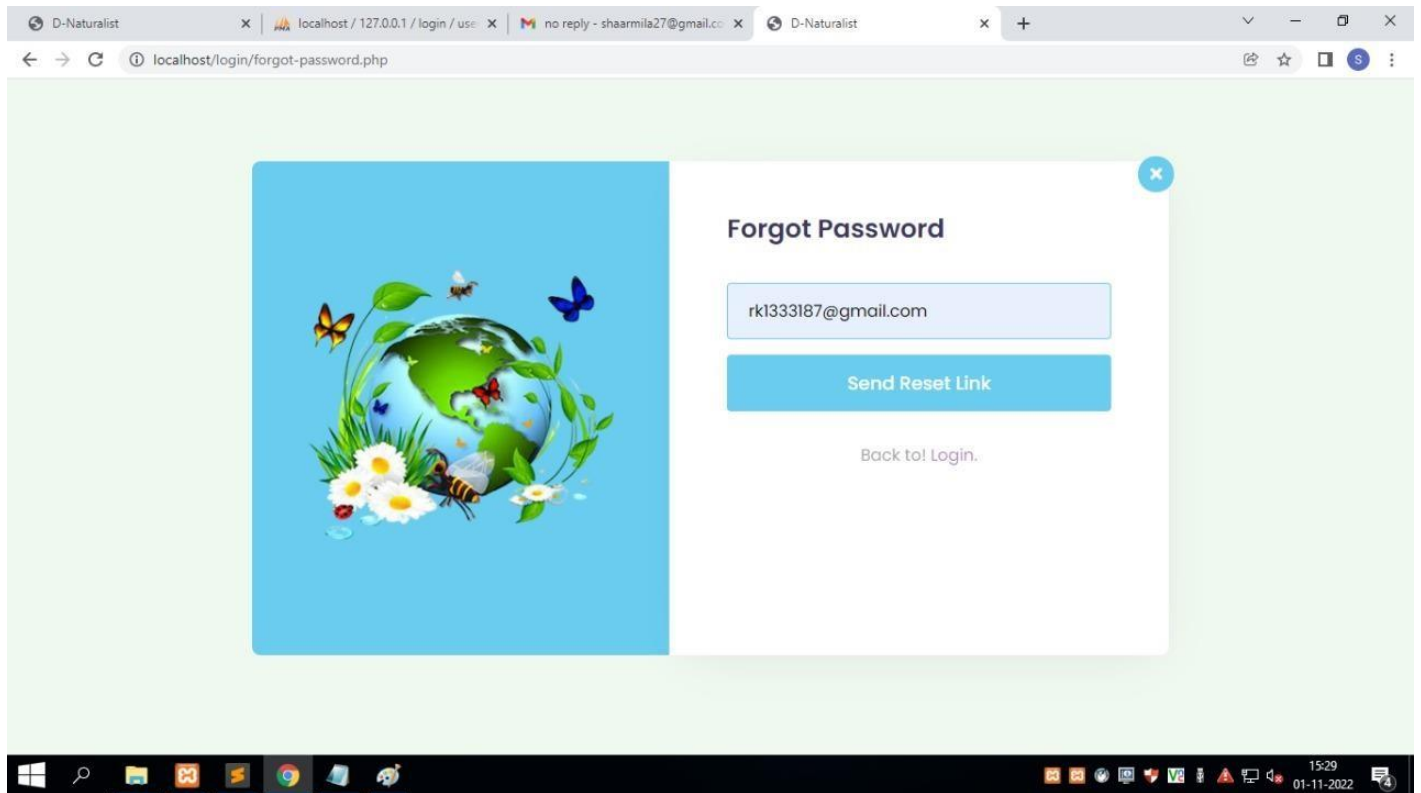 D-Naturalist
localhost / 127.0.0.1 / login / use
no reply - shaarmila27@gmail.co
D-Naturalist
localhost/login/forgot-password.php
S
Forgot Password
rk1333187@gmail.com
Send Reset Link
Back to! Login.
15:29
01-11-2022
4